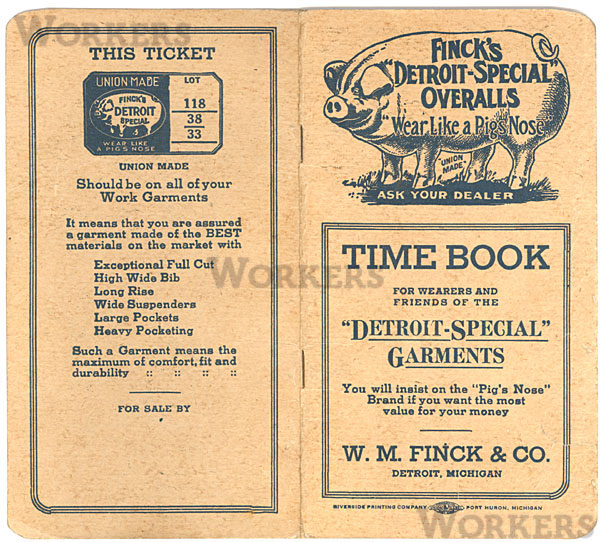 THIS TICKET
UNION MADE
LOT
FINCK'S
DETROIT
SPECIAL
WEAR LIKE
A PIG'S NOSE
118
38
33
UNION MADE
Should be on all of your
Work Garments
It means that you are assured
a garment made of the BEST
materials on the market with
Exceptional Full Cut
High Wide Bib
Long Rise
Wide Suspenders
Large Pockets
Heavy Pocketing
Such a Garment means the
maximum of comfort, fit and
durability :: :: :: ::
FOR SALE BY
FINCK'S
"DETROIT-SPECIAL"
OVERALLS
"Wear Like a Pig's Nose"
UNION
MADE
ASK YOUR DEALER
TIME BOOK
FOR WEARERS AND
FRIENDS OF THE
"DETROIT-SPECIAL"
GARMENTS
You will insist on the "Pig's Nose"
Brand if you want the most
value for your money
W. M. FINCK & CO.
DETROIT, MICHIGAN
RIVERSIDE PRINTING COMPANY PORT HURON, MICHIGAN
WORKERS
WORKERS
WORKERS
WORKERS
WORKERS